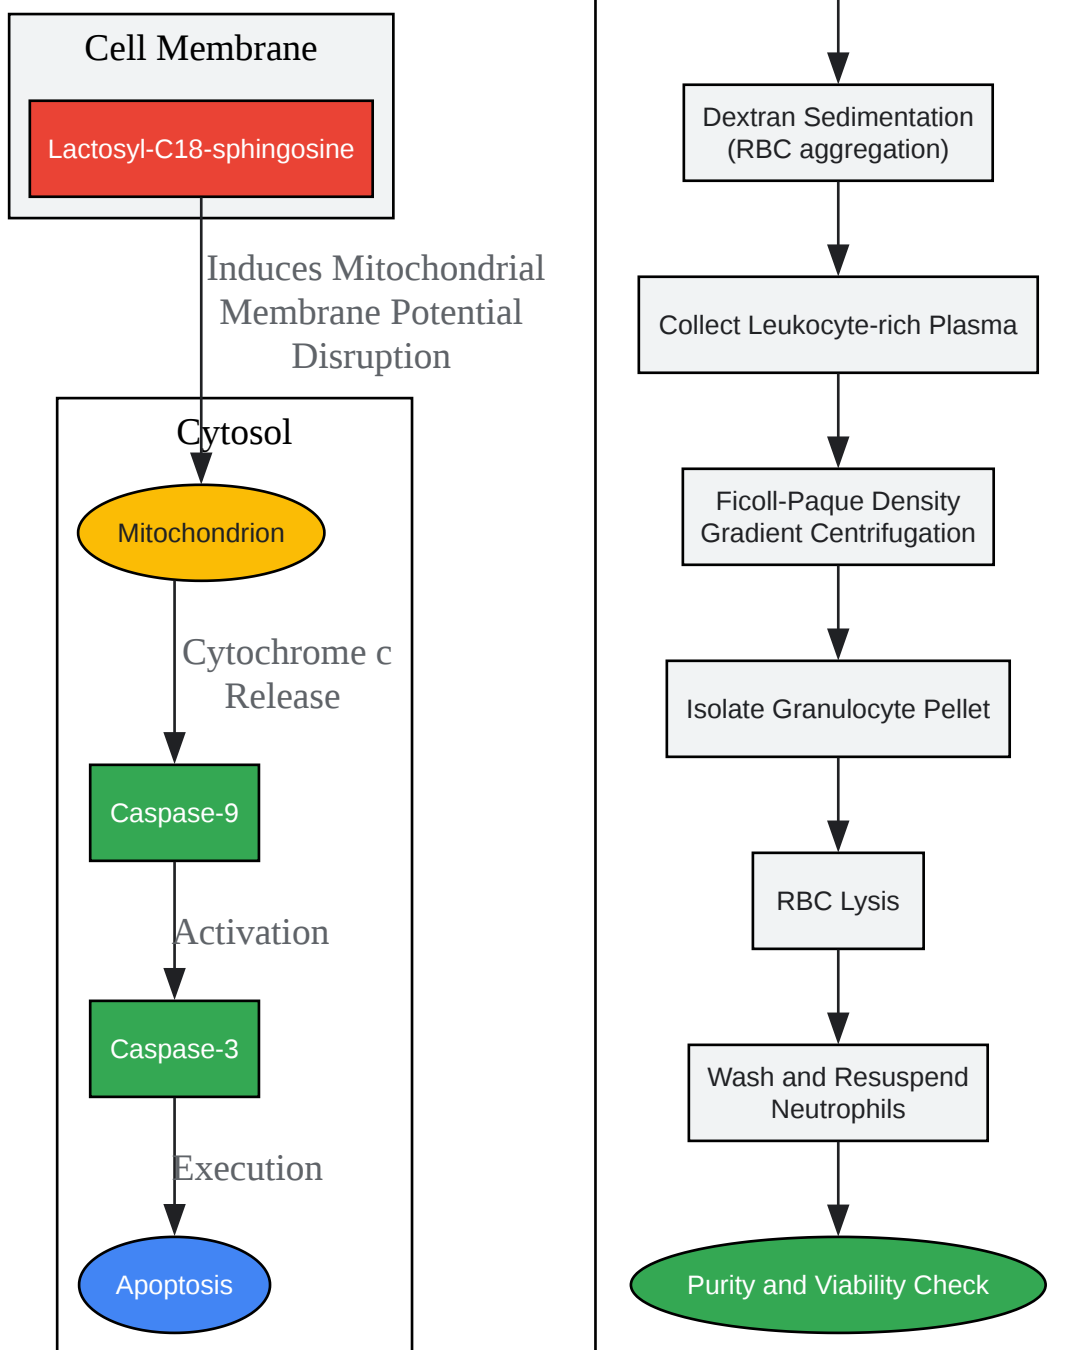 Cell Membrane
Lactosyl-C18-sphingosine
Induces Mitochondrial
Membrane Potential
Disruption
Cytosol
Mitochondrion
Cytochrome c
Release
Caspase-9
Activation
Caspase-3
Execution
Apoptosis
Dextran Sedimentation
(RBC aggregation)
Collect Leukocyte-rich Plasma
Ficoll-Paque Density
Gradient Centrifugation
Isolate Granulocyte Pellet
RBC Lysis
Wash and Resuspend
Neutrophils
Purity and Viability Check